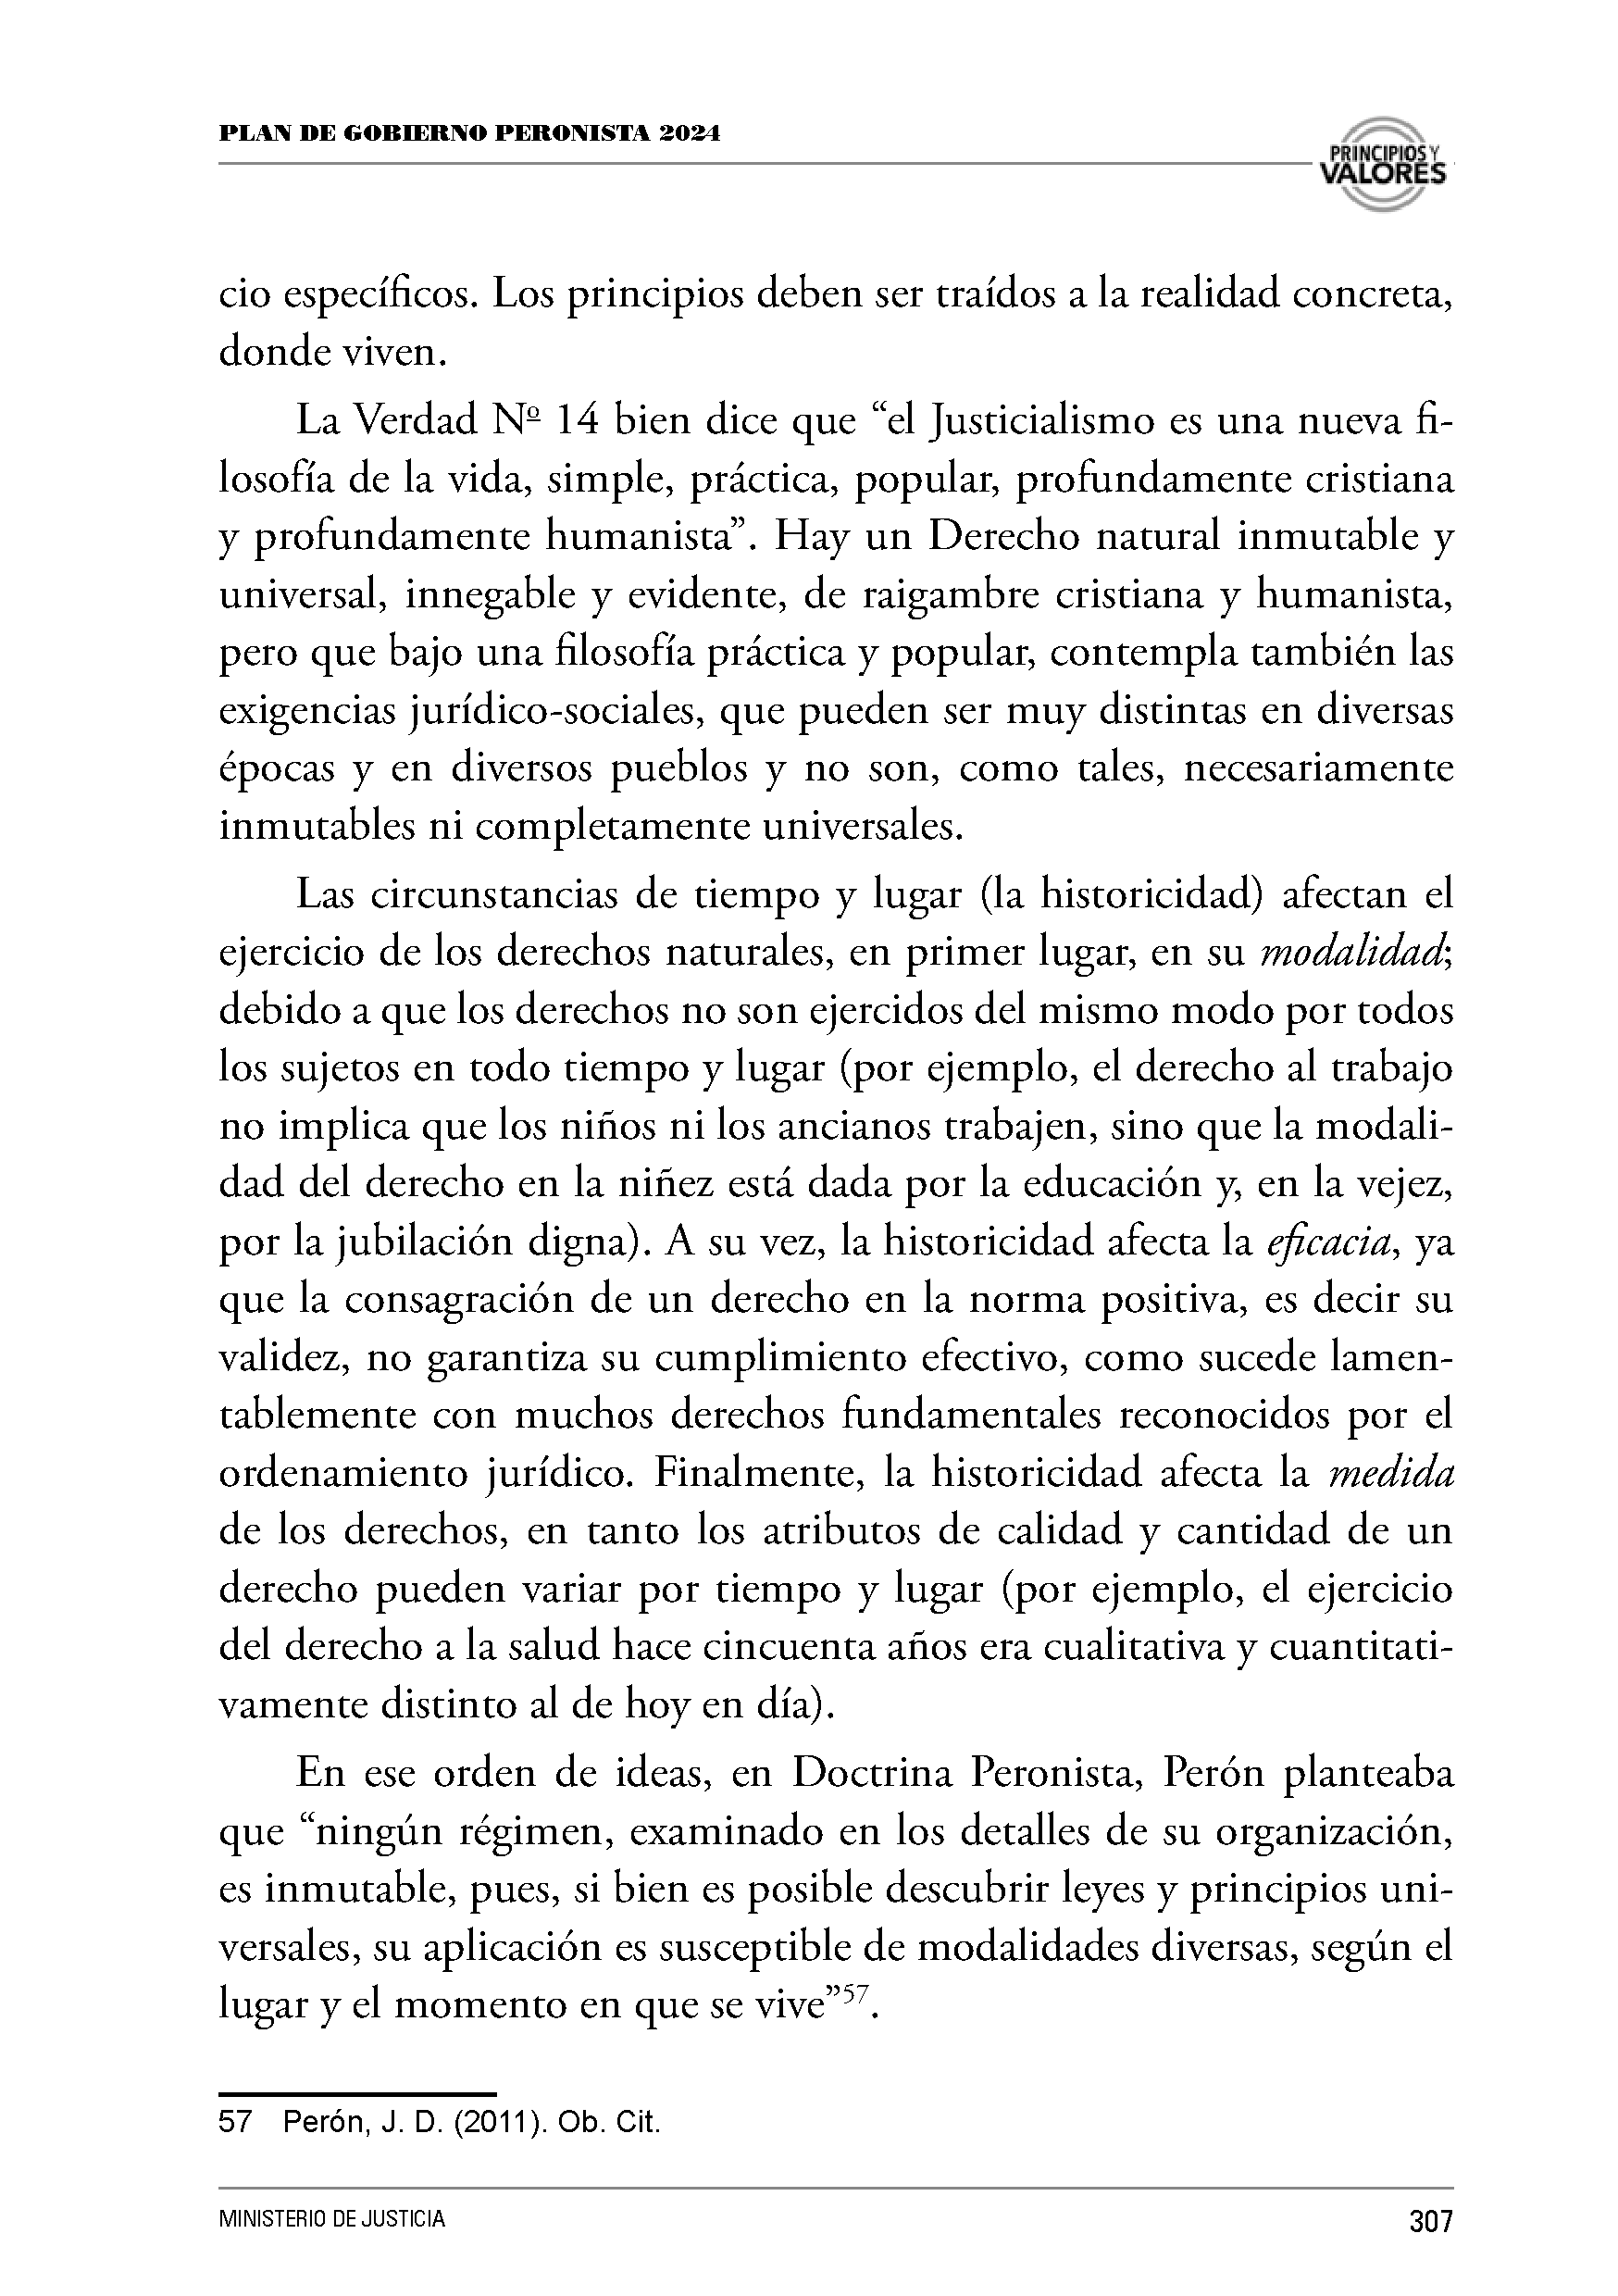 PLAN DE GOBIERNO PERONISTA 2024
PRINCIPIOS Y
VALORES
cio específicos. Los principios deben ser traídos a la realidad concreta,
donde viven.
La Verdad Nº 14 bien dice que “el Justicialismo es una nueva fi-
losofía de la vida, simple, práctica, popular, profundamente cristiana
y profundamente humanista”. Hay un Derecho natural inmutable y
universal, innegable y evidente, de raigambre cristiana y humanista,
pero que bajo una filosofía práctica y popular, contempla también las
exigencias jurídico-sociales, que pueden ser muy distintas en diversas
épocas y en diversos pueblos y no son, como tales, necesariamente
inmutables ni completamente universales.
Las circunstancias de tiempo y lugar (la historicidad) afectan el
ejercicio de los derechos naturales, en primer lugar, en su modalidad;
debido a que los derechos no son ejercidos del mismo modo por todos
los sujetos en todo tiempo y lugar (por ejemplo, el derecho al trabajo
no implica que los niños ni los ancianos trabajen, sino que la modali-
dad del derecho en la niñez está dada por la educación y, en la vejez,
por la jubilación digna). A su vez, la historicidad afecta la eficacia, ya
que la consagración de un derecho en la norma positiva, es decir su
validez, no garantiza su cumplimiento efectivo, como sucede lamen-
tablemente con muchos derechos fundamentales reconocidos por el
ordenamiento jurídico. Finalmente, la historicidad afecta la medida
de los derechos, en tanto los atributos de calidad y cantidad de un
derecho pueden variar por tiempo y lugar (por ejemplo, el ejercicio
del derecho a la salud hace cincuenta años era cualitativa y cuantitati-
vamente distinto al de hoy en día).
En ese orden de ideas, en Doctrina Peronista, Perón planteaba
que “ningún régimen, examinado en los detalles de su organización,
es inmutable, pues, si bien es posible descubrir leyes y principios uni-
versales, su aplicación es susceptible de modalidades diversas, según el
lugar y el momento en que se vive”57.
57 Perón, J. D. (2011). Ob. Cit.
MINISTERIO DE JUSTICIA
307